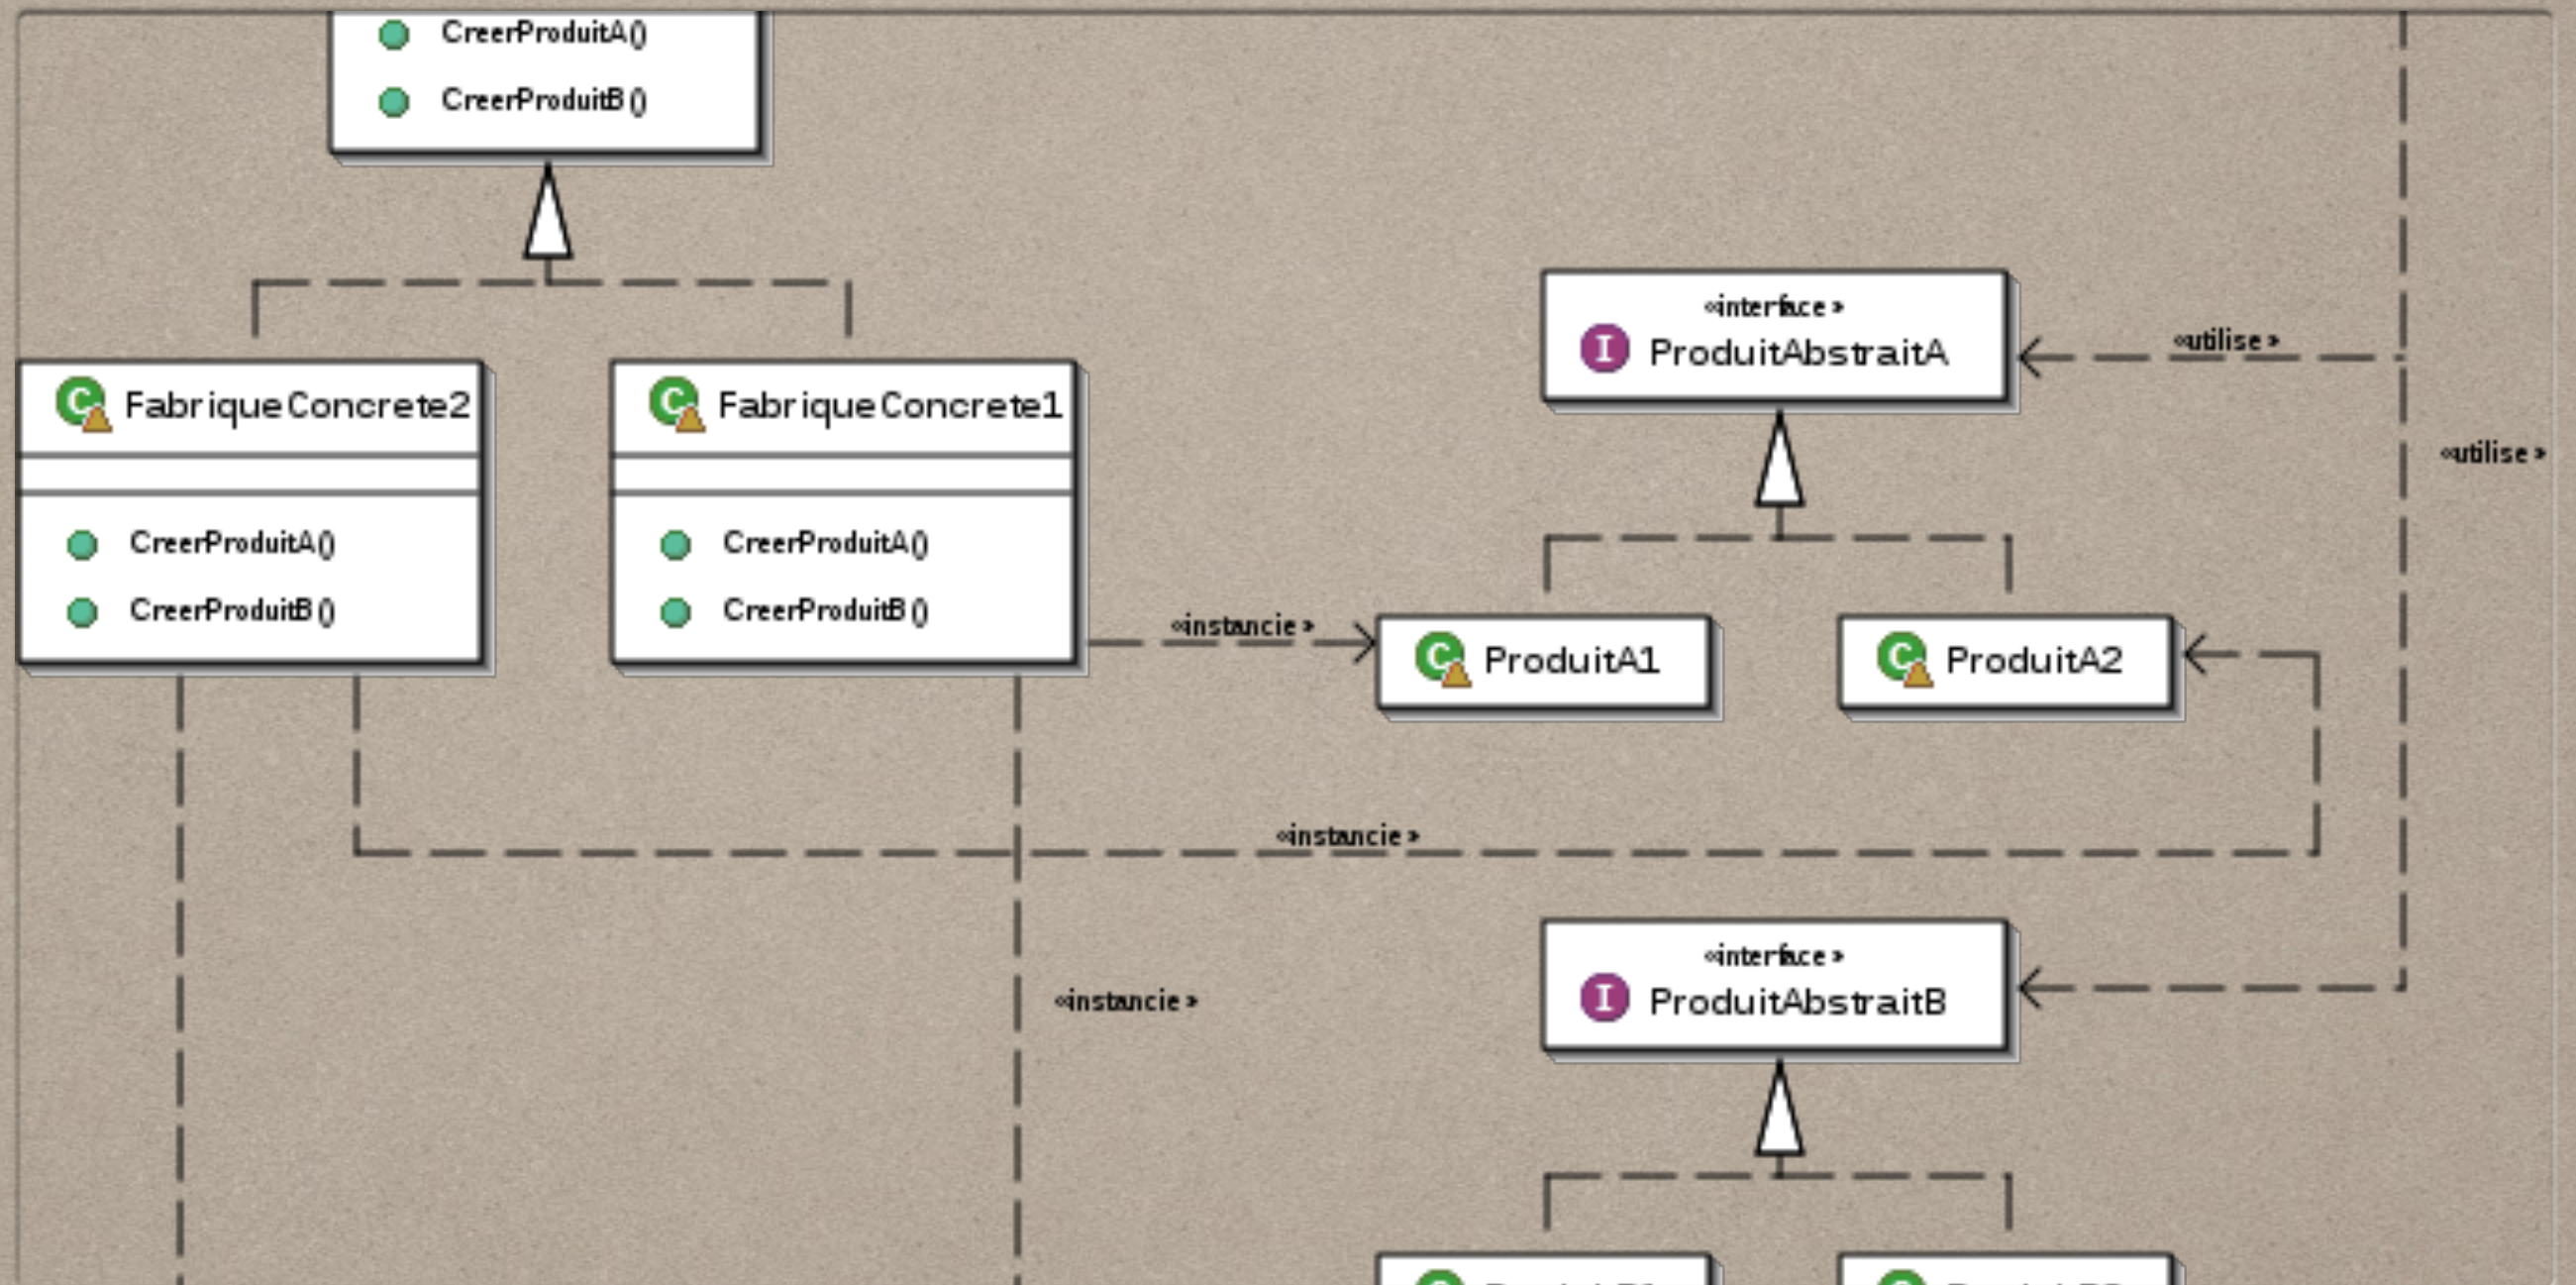 CreerProduitA()
CreerProduitB()
«interface»
ProduitAbstraitA
«utilise»
FabriqueConcrete2
FabriqueConcrete1
«utilise»
CreerProduitA()
CreerProduitB()
CreerProduitA()
CreerProduitB()
«instancie»
ProduitA1
ProduitA2
«instancie»
«interface»
ProduitAbstraitB
«instancie»